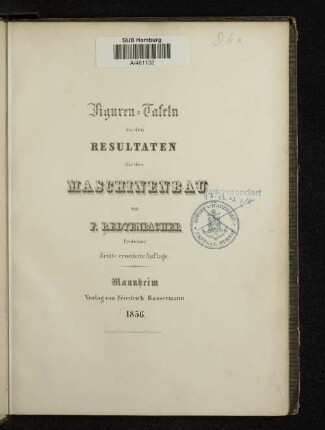 SUB Hamburg
A/461132
Figuren-Tafeln
zu den
RESULTATEN
für den
MASCHINENBAU
von
F. REDTENBACHER
Professor
dritte erweiterte Auflage
Mannheim
Verlag von Friedrich Bassermann
1856.
Ausgesondert